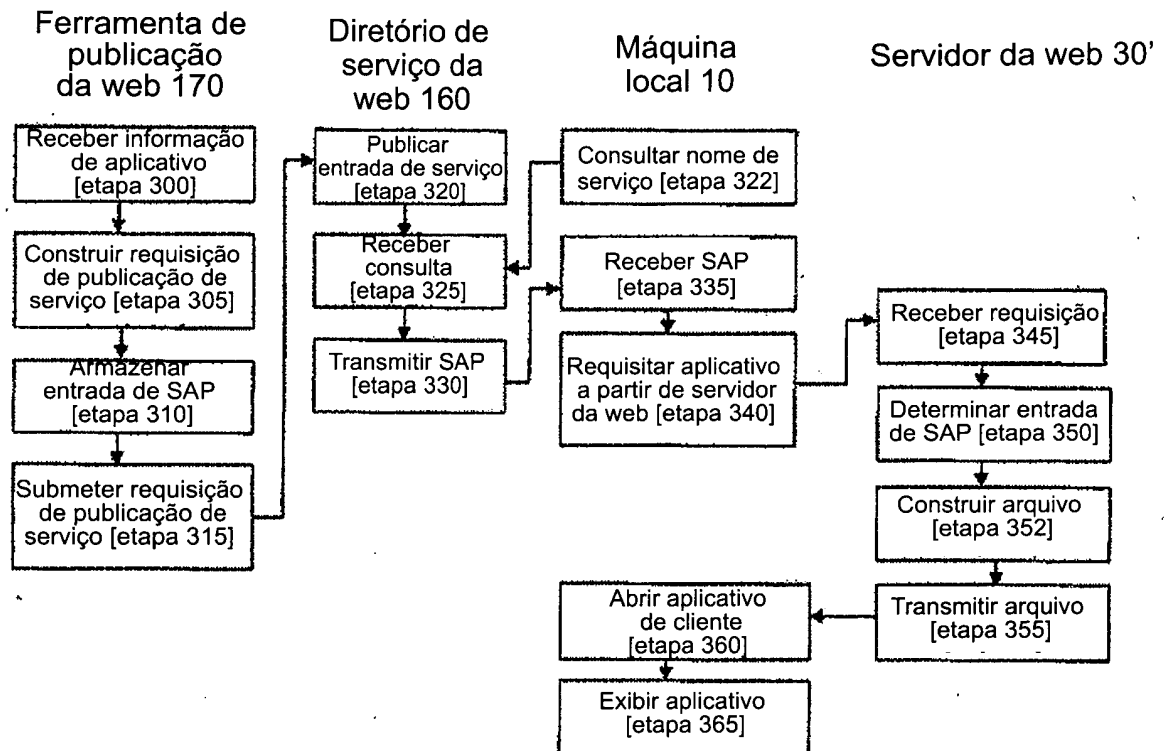 Ferramenta de
publicação
da web 170
Receber informação
de aplicativo
[etapa 300]
Construir requisição
de publicação de
serviço [etapa 305]
Armazenar
entrada de SAP
[etapa 310]
Submeter requisição
de publicação de
serviço [etapa 315]
Diretório de
serviço da
web 160
Publicar
entrada de serviço
[etapa 320]
Receber
consulta
[etapa 325]
Transmitir SAP
[etapa 330]
Máquina
local 10
Consultar nome de
serviço [etapa 322]
Receber SAP
[etapa 335]
Requisitar aplicativo
a partir de servidor
da web [etapa 340]
Abrir aplicativo
de cliente
[etapa 360]
Exibir aplicativo
[etapa 365]
Servidor da web 30’
Receber requisição
[etapa 345]
Determinar entrada
de SAP [etapa 350]
Construir arquivo
[etapa 352]
Transmitir arquivo
[etapa 355]